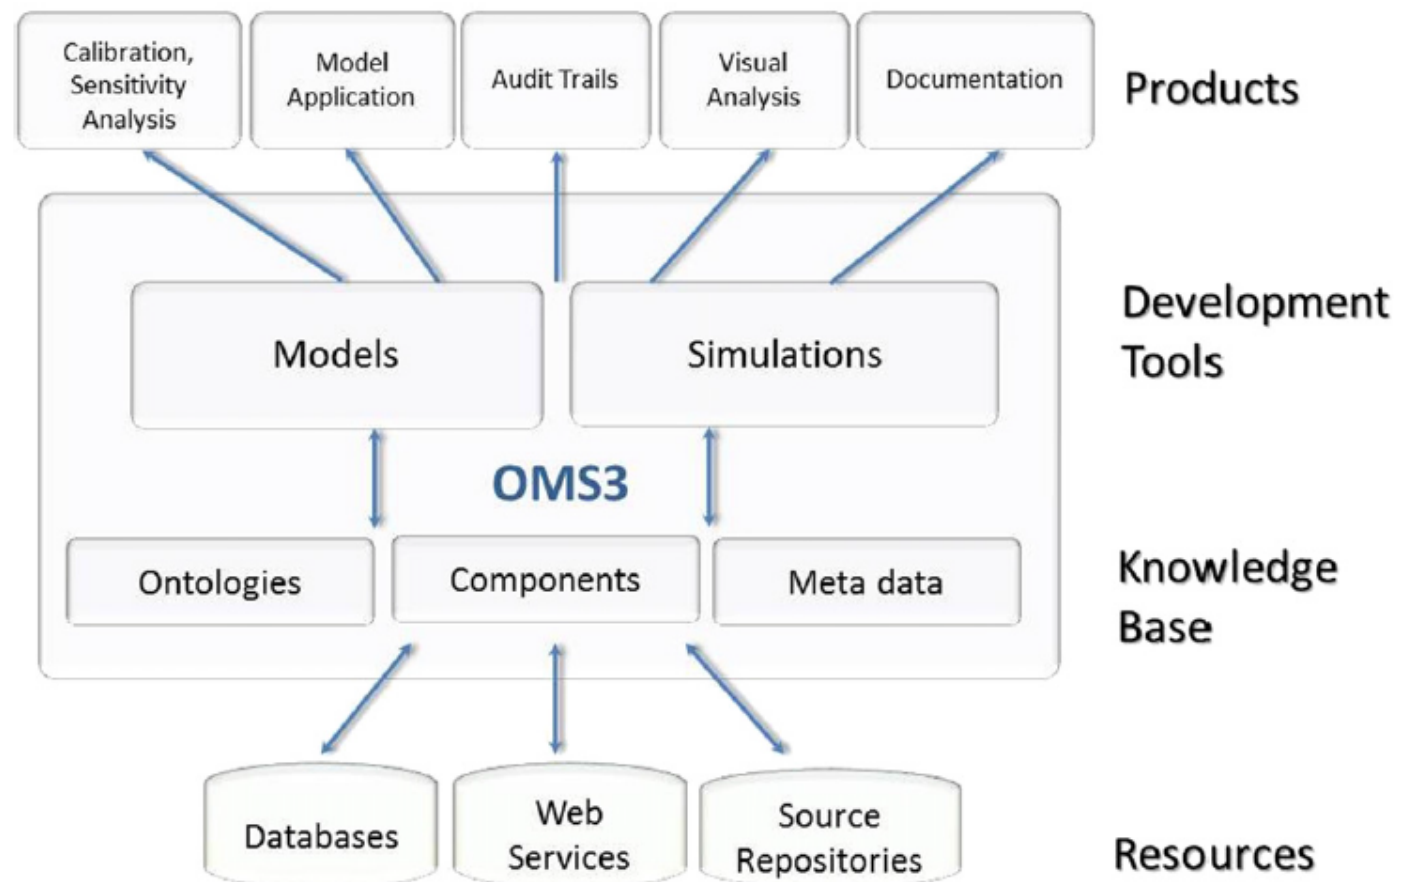 Calibration,
Sensitivity
Analysis
Model
Application
Audit Trails
Visual
Analysis
Documentation
Products
Models
Simulations
Development
Tools
OMS3
Ontologies
Components
Meta data
Knowledge
Base
Databases
Web
Services
Source
Repositories
Resources